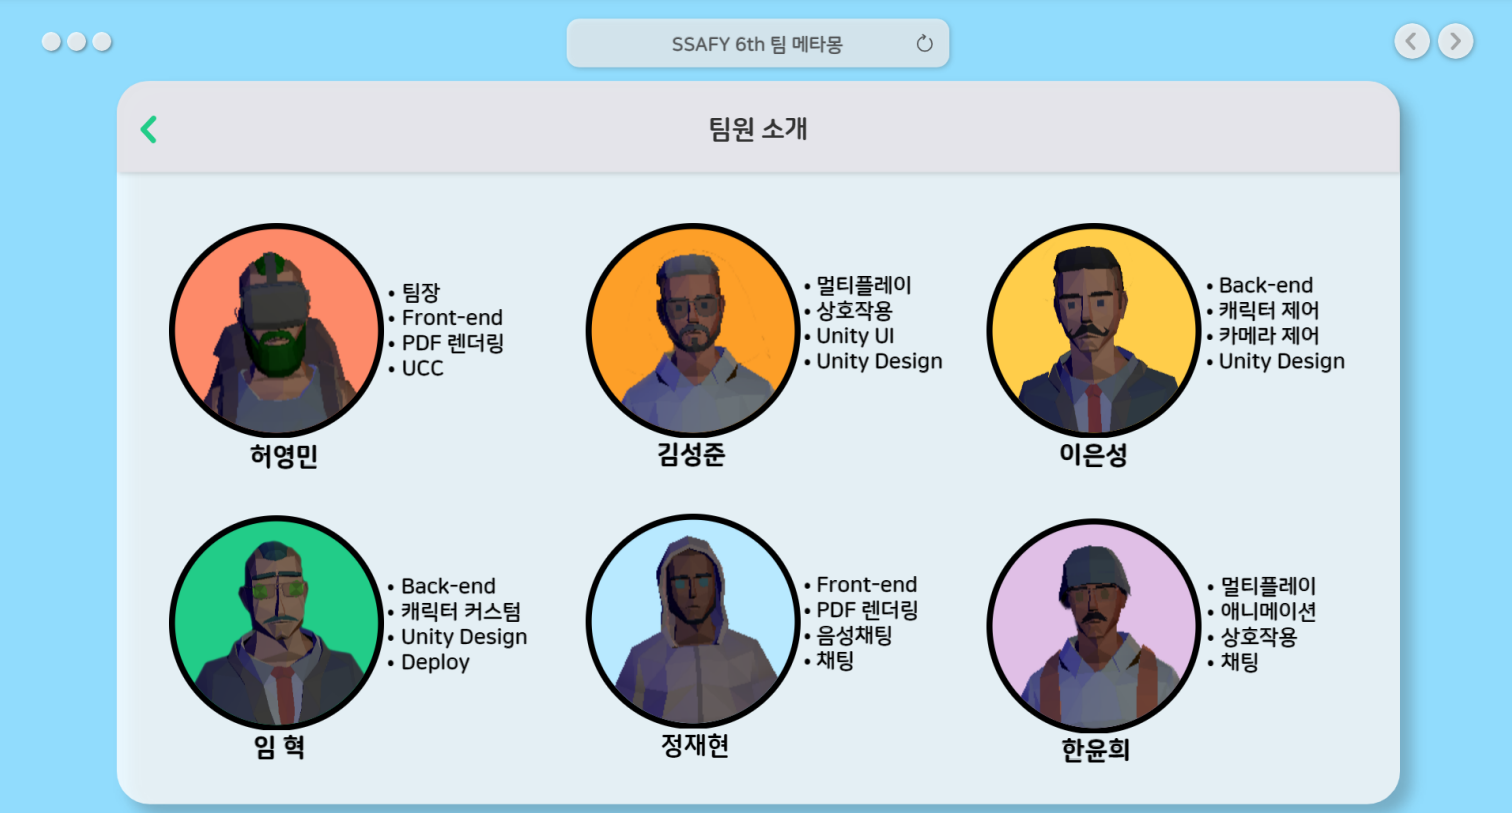 SSAFY 6th 팀 메타몽
팀원 소개
• 팀장
• Front-end
• PDF 렌더링
• UCC
허영민
• 멀티플레이
• 상호작용
• Unity UI
• Unity Design
김성준
• Back-end
• 캐릭터 제어
• 카메라 제어
• Unity Design
이은성
• Back-end
• 캐릭터 커스텀
• Unity Design
• Deploy
임 혁
• Front-end
• PDF 렌더링
• 음성채팅
• 채팅
정재현
• 멀티플레이
• 애니메이션
• 상호작용
• 채팅
한윤희